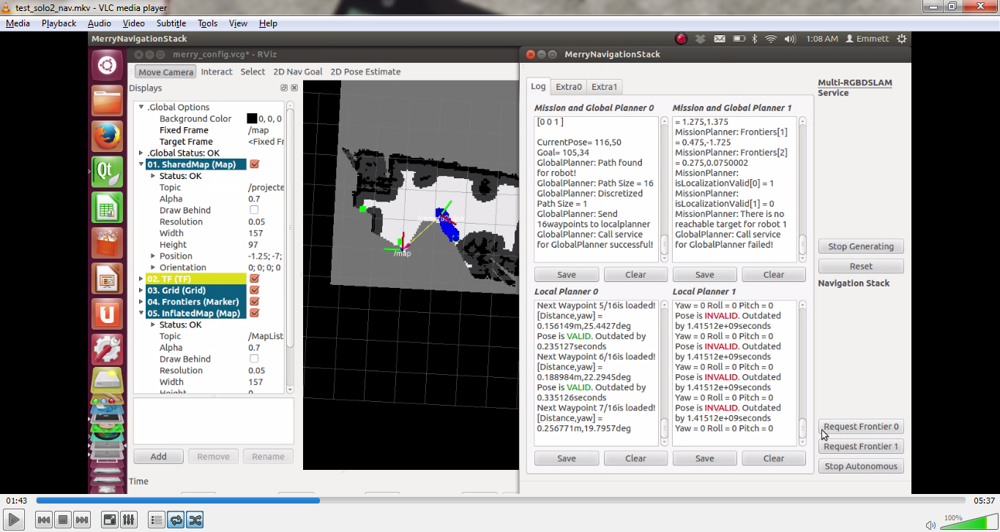 test_solo2_nav.mkv - VLC media player
Media Playback Audio Video Subtitle Tools View Help
MerryNavigationStack
1:08 AM Emmett
merry_config.vcg* - RViz
Move Camera Interact Select 2D Nav Goal 2D Pose Estimate
Displays
.Global Options
Background Color 0, 0, 0
Fixed Frame /map
Target Frame <Fixed Fr
.Global Status: OK
01. SharedMap (Map)
Status: OK
Topic /projecte
Alpha 0.7
Draw Behind
Resolution 0.05
Width 157
Height 97
Position -1.25; -7;
Orientation 0; 0; 0; 0
02. TF (TF)
03. Grid (Grid)
04. Frontiers (Marker)
05. InflatedMap (Map)
Status: OK
Topic /MapList
Alpha 0.7
Draw Behind
Resolution 0.05
Width 157
Add Remove Rename
Time
/map
MerryNavigationStack
Log Extra0 Extra1
Mission and Global Planner 0
[0 0 1 ]
CurrentPose= 116,50
Goal= 105,34
GlobalPlanner: Path found
for robot!
GlobalPlanner: Path Size = 16
GlobalPlanner: Discretized
Path Size = 1
GlobalPlanner: Send
16waypoints to localplanner
GlobalPlanner: Call service
for GlobalPlanner successful!
Save Clear
Mission and Global Planner 1
= 1.275,1.375
MissionPlanner: Frontiers[1]
= 0.475,-1.725
MissionPlanner: Frontiers[2]
= 0.275,0.0750002
MissionPlanner:
isLocalizationValid[0] = 1
MissionPlanner:
isLocalizationValid[1] = 0
MissionPlanner: There is no
reachable target for robot 1
GlobalPlanner: Call service
for GlobalPlanner failed!
Save Clear
Local Planner 0
Next Waypoint 5/16is loaded!
[Distance,yaw] =
0.156149m,25.4427deg
Pose is VALID. Outdated by
0.235127seconds
Next Waypoint 6/16is loaded!
[Distance,yaw] =
0.188984m,22.2945deg
Pose is VALID. Outdated by
0.335126seconds
Next Waypoint 7/16is loaded!
[Distance,yaw] =
0.256771m,19.7957deg
Save Clear
Local Planner 1
Yaw = 0 Roll = 0 Pitch = 0
Pose is INVALID. Outdated
by 1.41512e+09seconds
Yaw = 0 Roll = 0 Pitch = 0
Pose is INVALID. Outdated
by 1.41512e+09seconds
Yaw = 0 Roll = 0 Pitch = 0
Pose is INVALID. Outdated
by 1.41512e+09seconds
Yaw = 0 Roll = 0 Pitch = 0
Pose is INVALID. Outdated
by 1.41512e+09seconds
Yaw = 0 Roll = 0 Pitch = 0
Save Clear
Multi-RGBDSLAM
Service
Stop Generating
Reset
Navigation Stack
Request Frontier 0
Request Frontier 1
Stop Autonomous
01:43
05:37
100%